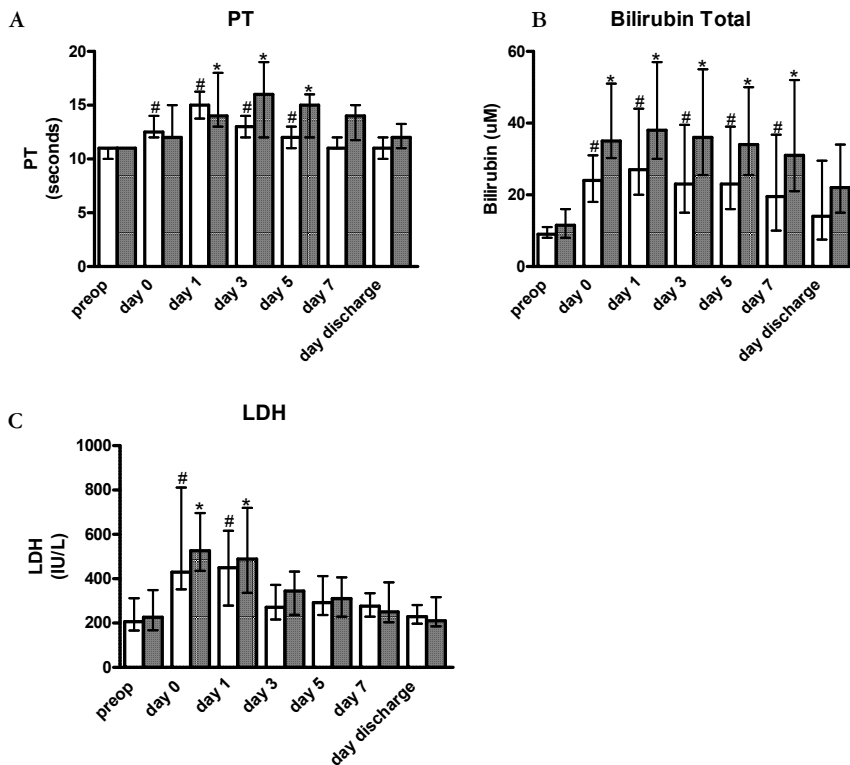 A
PT
20
15
10
5
0
PT
(seconds)
#
#
*
#
*
#
*
preop
day 0
day 1
day 3
day 5
day 7
day discharge
B
Bilirubin Total
60
40
20
0
Bilirubin (uM)
#
*
#
*
#
*
#
*
#
*
preop
day 0
day 1
day 3
day 5
day 7
day discharge
C
LDH
1000
800
600
400
200
0
LDH
(IU/L)
#
*
#
*
preop
day 0
day 1
day 3
day 5
day 7
day discharge